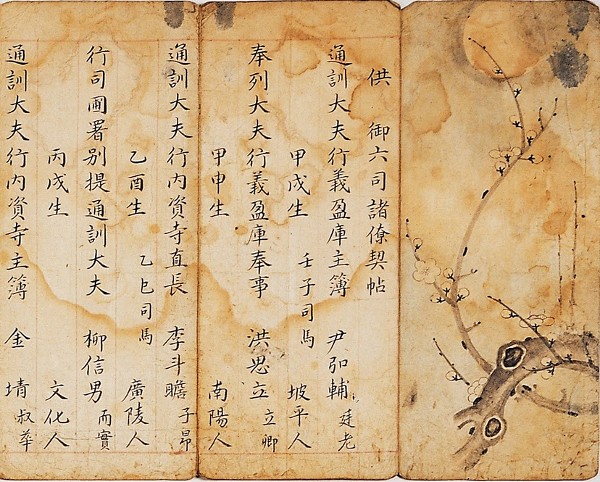 供 御六司諸僚契帖
通訓大夫行義盈庫主簿 尹弘輔 廷老
甲戌生 壬子司馬 坡平人
奉列大夫行義盈庫奉事 洪思立 立卿
甲申生 南陽人
通訓大夫行內資寺直長 李斗瞻 子昂
乙酉生 乙巳司馬 廣陵人
行司圃署別提通訓大夫 柳信男 而實
丙戌生 文化人
通訓大夫行內資寺主簿 金埥 叔華